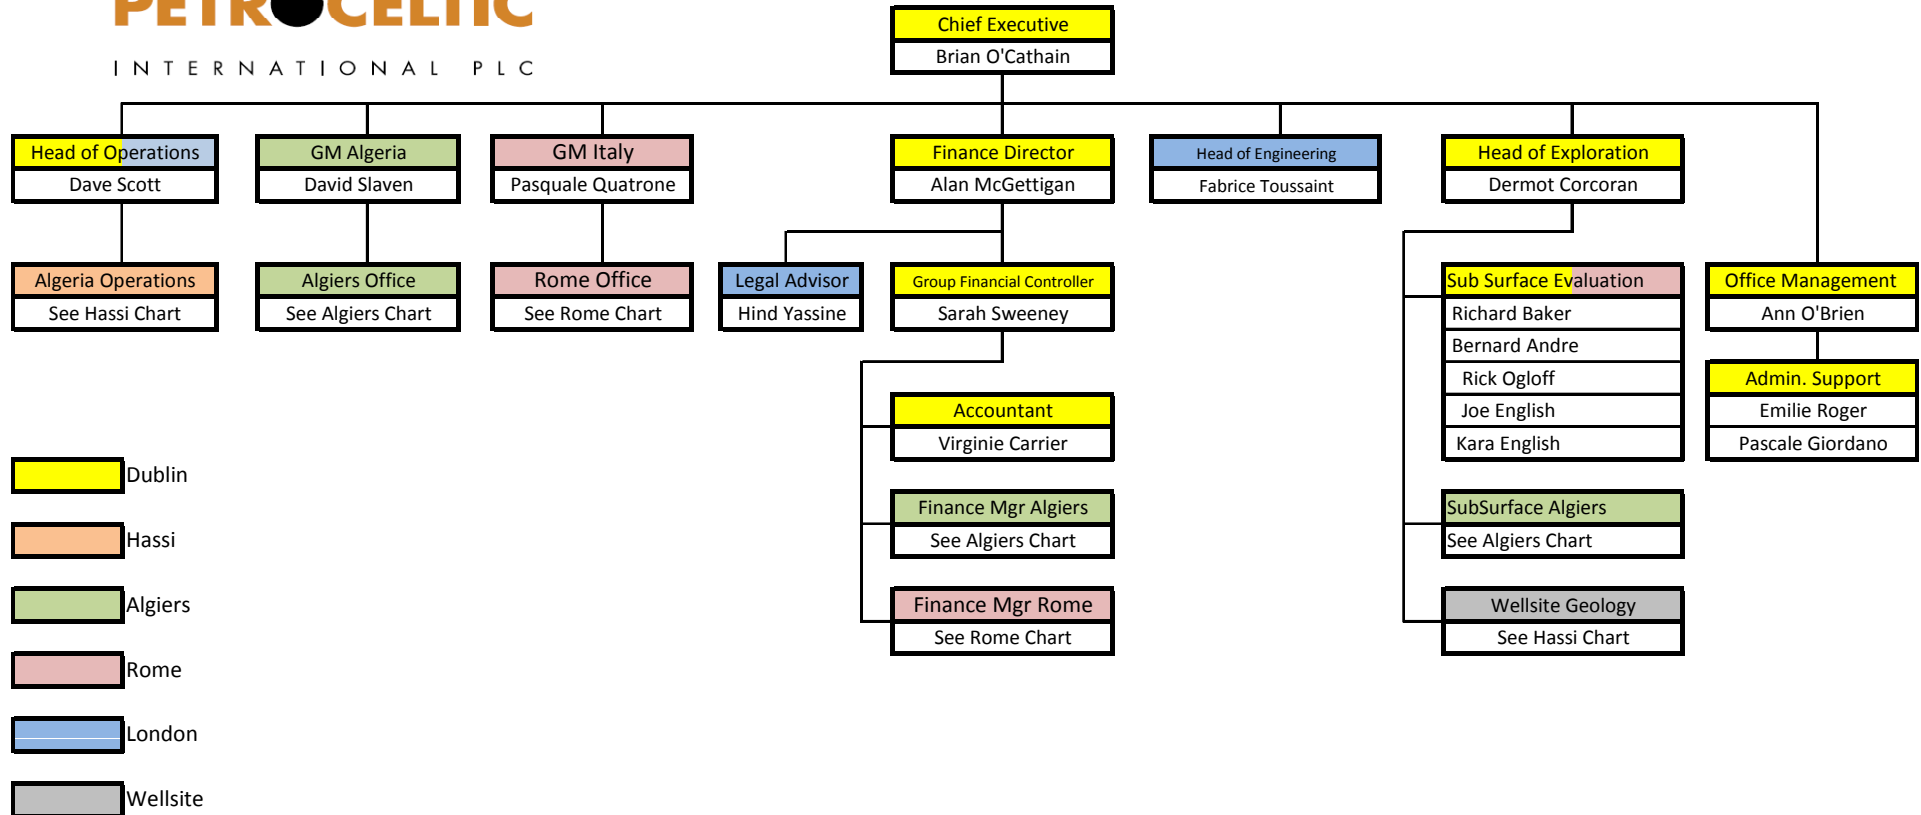 PETROCELTIC
INTERNATIONAL PLC
Chief Executive
Brian O'Cathain
Head of Operations
Dave Scott
GM Algeria
David Slaven
GM Italy
Pasquale Quatrone
Finance Director
Alan McGettigan
Head of Engineering
Fabrice Toussaint
Head of Exploration
Dermot Corcoran
Algeria Operations
See Hassi Chart
Algiers Office
See Algiers Chart
Rome Office
See Rome Chart
Legal Advisor
Hind Yassine
Group Financial Controller
Sarah Sweeney
Sub Surface Evaluation
Richard Baker
Bernard Andre
Rick Ogloff
Joe English
Kara English
Office Management
Ann O'Brien
Admin. Support
Emilie Roger
Pascale Giordano
Accountant
Virginie Carrier
Finance Mgr Algiers
See Algiers Chart
SubSurface Algiers
See Algiers Chart
Finance Mgr Rome
See Rome Chart
Wellsite Geology
See Hassi Chart
Dublin
Hassi
Algiers
Rome
London
Wellsite